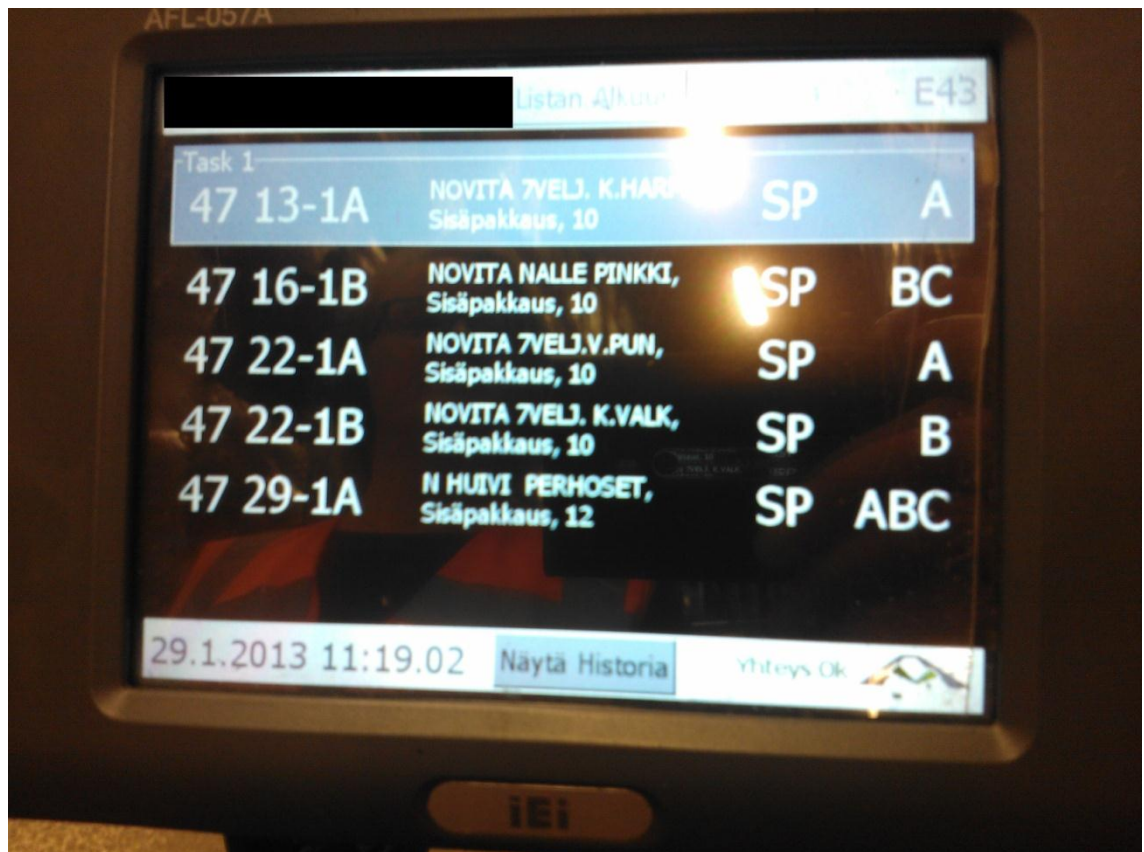 AFL-057A
Listan Alkuun E43
Task 1
47 13-1A NOVITA 7VELJ. K.HAR SP A
Sisäpakkaus, 10
47 16-1B NOVITA NALLE PINKKI, SP BC
Sisäpakkaus, 10
47 22-1A NOVITA 7VELJ.V.PUN, SP A
Sisäpakkaus, 10
47 22-1B NOVITA 7VELJ. K.VALK, SP B
Sisäpakkaus, 10
47 29-1A N HUIVI PERHOSET, SP ABC
Sisäpakkaus, 12
29.1.2013 11:19.02 Näytä Historia Yhteys Ok
iEi